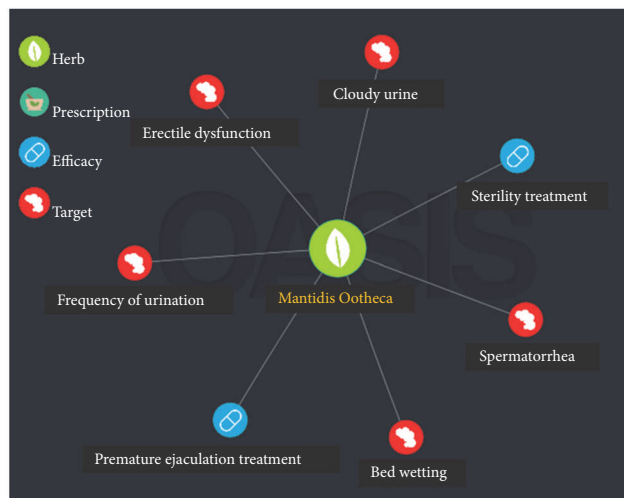 Herb
Prescription
Efficacy
Target
Cloudy urine
Erectile dysfunction
Sterility treatment
OASIS
Frequency of urination
Mantidis Ootheca
Spermatorrhea
Premature ejaculation treatment
Bed wetting